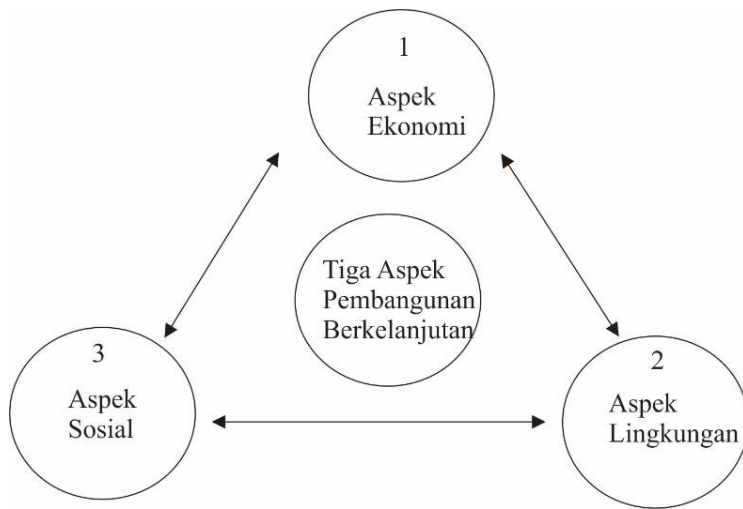 1
Aspek
Ekonomi
Tiga Aspek
Pembangunan
Berkelanjutan
3
Aspek
Sosial
2
Aspek
Lingkungan